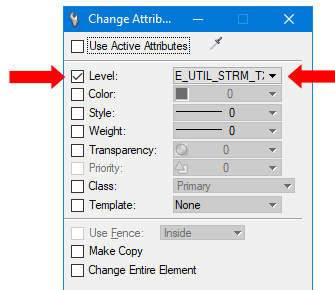 Change Attrib...
Use Active Attributes
Level: E_UTIL_STRM_T
Color: 0
Style: 0
Weight: 0
Transparency: 0
Priority: 0
Class: Primary
Template: None
Use Fence: Inside
Make Copy
Change Entire Element